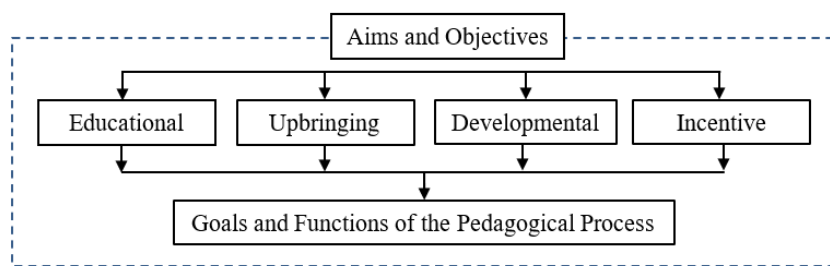 Aims and Objectives
Educational
Upbringing
Developmental
Incentive
Goals and Functions of the Pedagogical Process